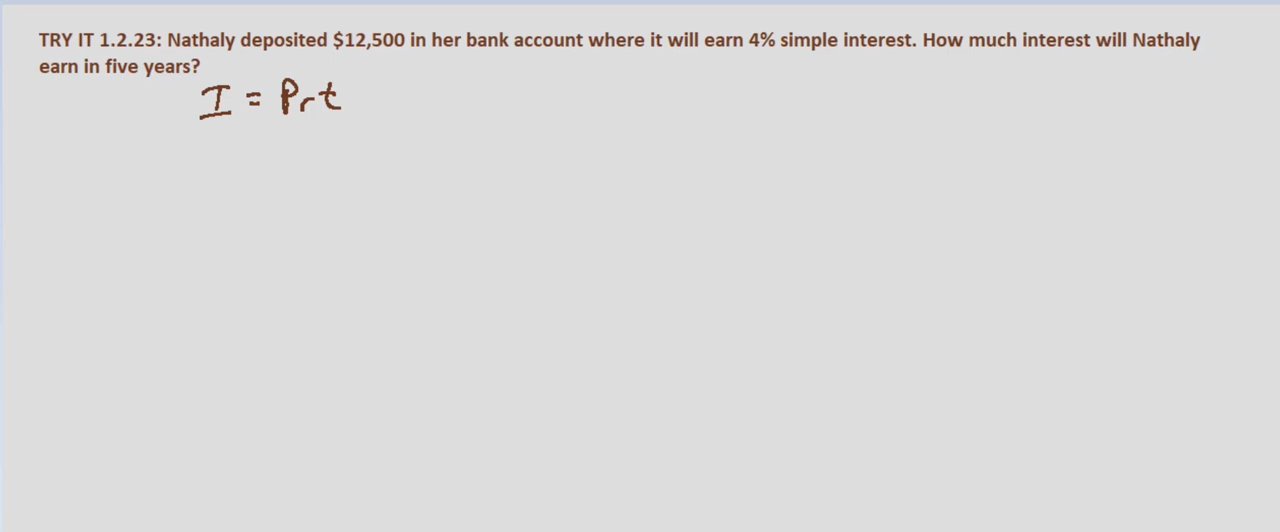 TRY IT 1.2.23: Nathaly deposited $12,500 in her bank account where it will earn 4% simple interest. How much interest will Nathaly
earn in five years?
I = Prt